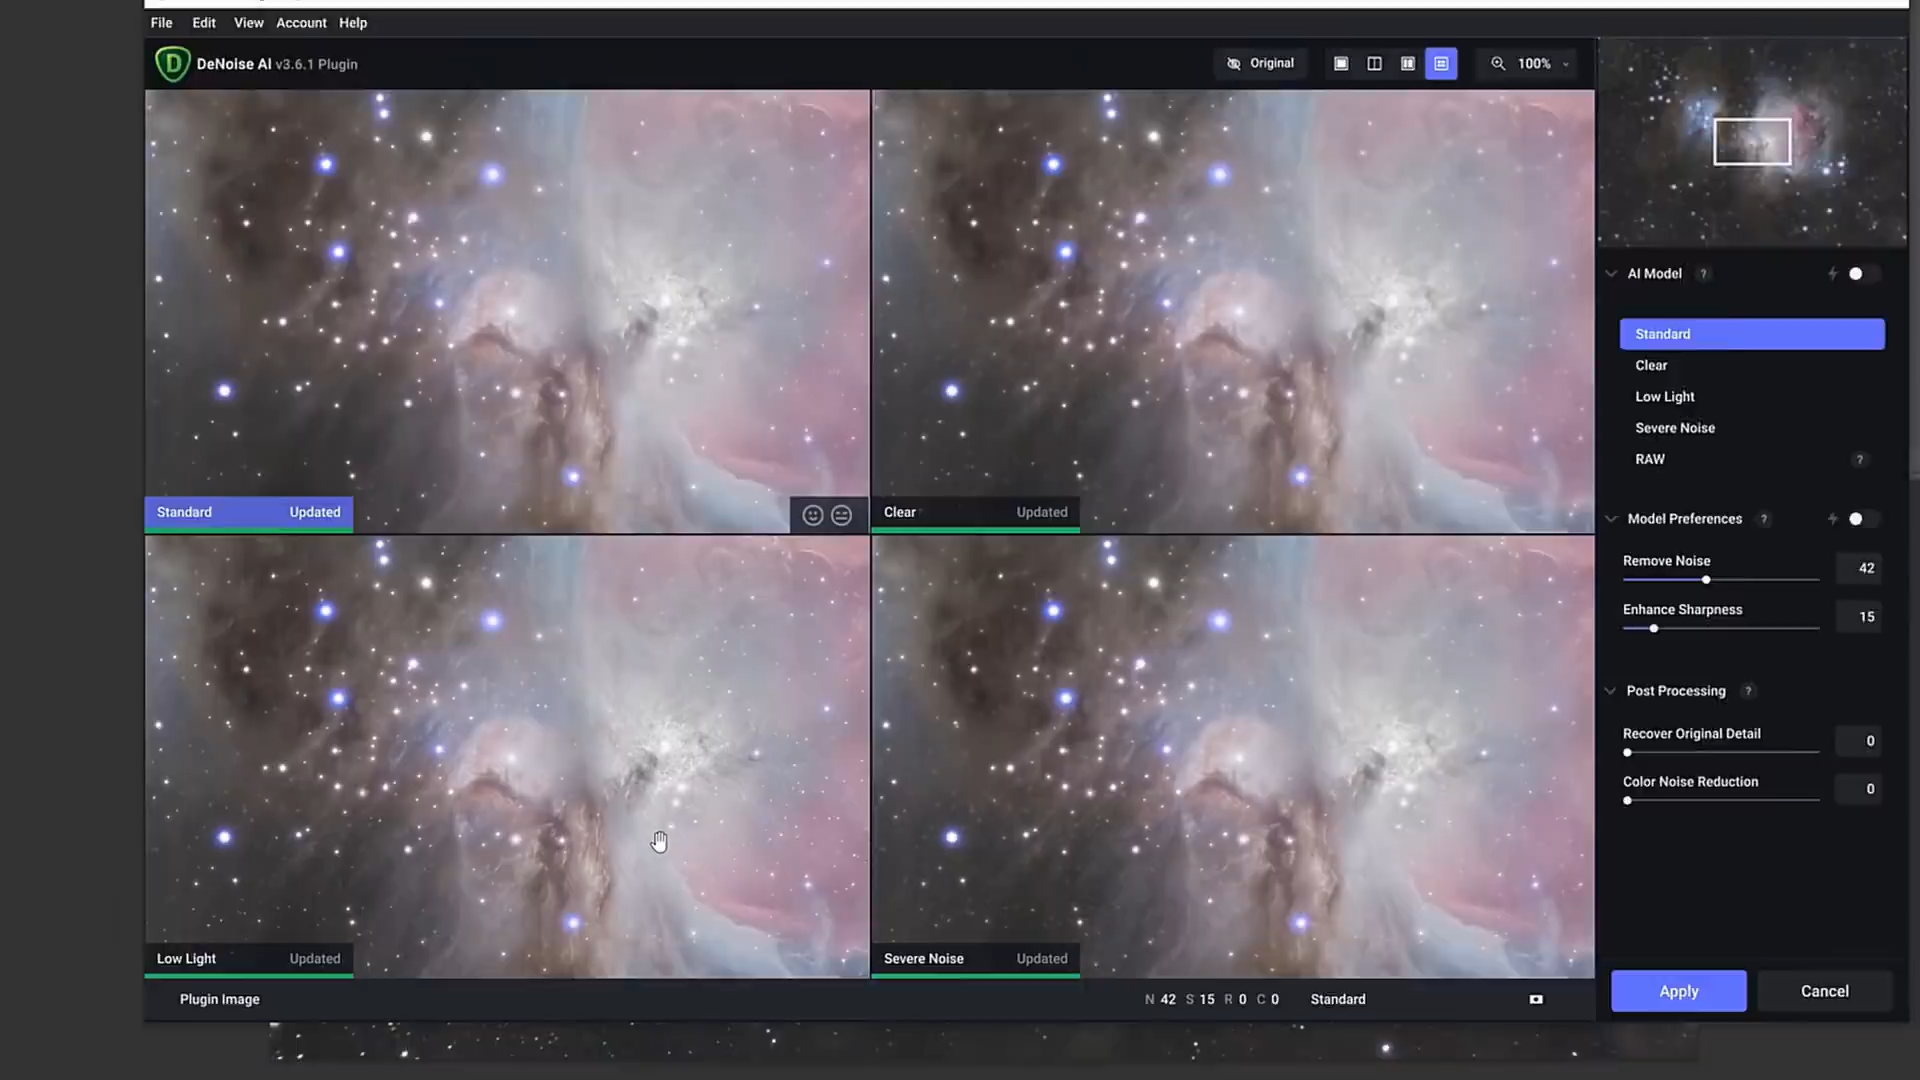 File Edit View Account Help
DeNoise AI v3.6.1 Plugin
Original
100%
Standard Updated
Clear Updated
Low Light Updated
Severe Noise Updated
Plugin Image
N 42 S 15 R 0 C 0 Standard
AI Model ?
Standard
Clear
Low Light
Severe Noise
RAW ?
Model Preferences ?
Remove Noise 42
Enhance Sharpness 15
Post Processing ?
Recover Original Detail 0
Color Noise Reduction 0
Apply Cancel